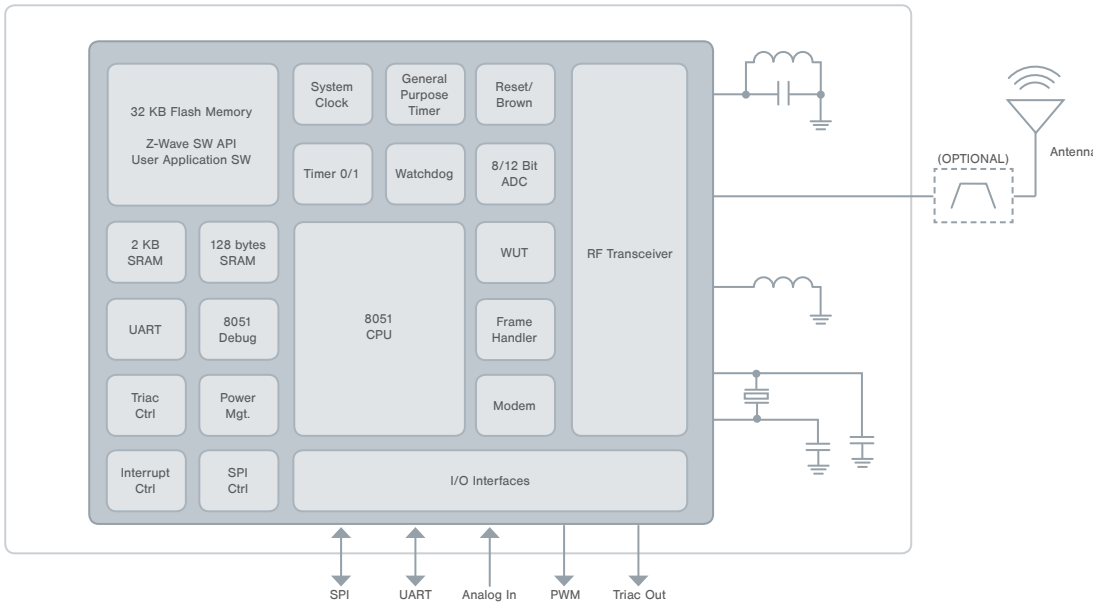 32 KB Flash Memory
Z-Wave SW API
User Application SW
System
Clock
General
Purpose
Timer
Reset/
Brown
Timer 0/1
Watchdog
8/12 Bit
ADC
2 KB
SRAM
128 bytes
SRAM
8051
CPU
WUT
RF Transceiver
UART
8051
Debug
Frame
Handler
Triac
Ctrl
Power
Mgt.
Modem
Interrupt
Ctrl
SPI
Ctrl
I/O Interfaces
(OPTIONAL)
Antenna
SPI
UART
Analog In
PWM
Triac Out